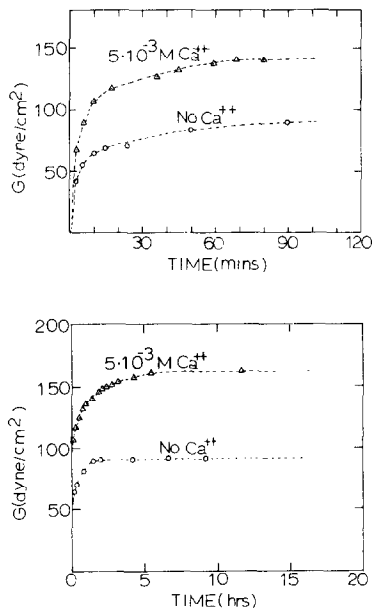 150
100
50
G(dyne/cm²)
5·10⁻³M Ca⁺⁺
No Ca⁺⁺
30 60 90 120
TIME(mins)
200
150
100
50
0
G(dyne/cm²)
5·10⁻³M Ca⁺⁺
No Ca⁺⁺
0 5 10 15 20
TIME(hrs)